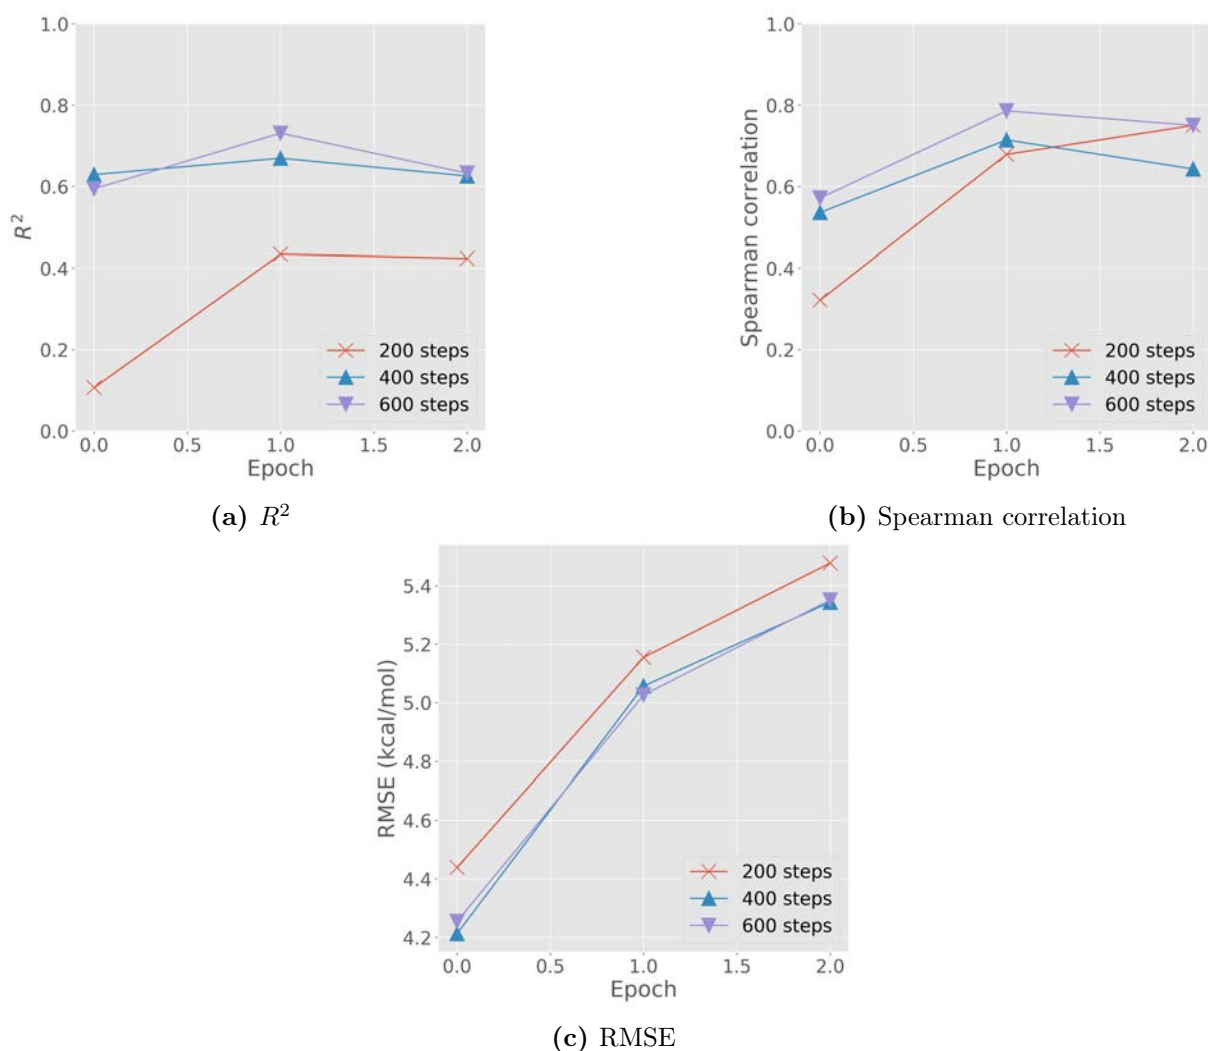 1.0
0.8
0.6
0.4
0.2
0.0
R²
0.0 0.5 1.0 1.5 2.0
Epoch
200 steps
400 steps
600 steps
(a) R²
1.0
0.8
0.6
0.4
0.2
0.0
Spearman correlation
0.0 0.5 1.0 1.5 2.0
Epoch
200 steps
400 steps
600 steps
(b) Spearman correlation
5.4
5.2
5.0
4.8
4.6
4.4
4.2
RMSE (kcal/mol)
0.0 0.5 1.0 1.5 2.0
Epoch
200 steps
400 steps
600 steps
(c) RMSE